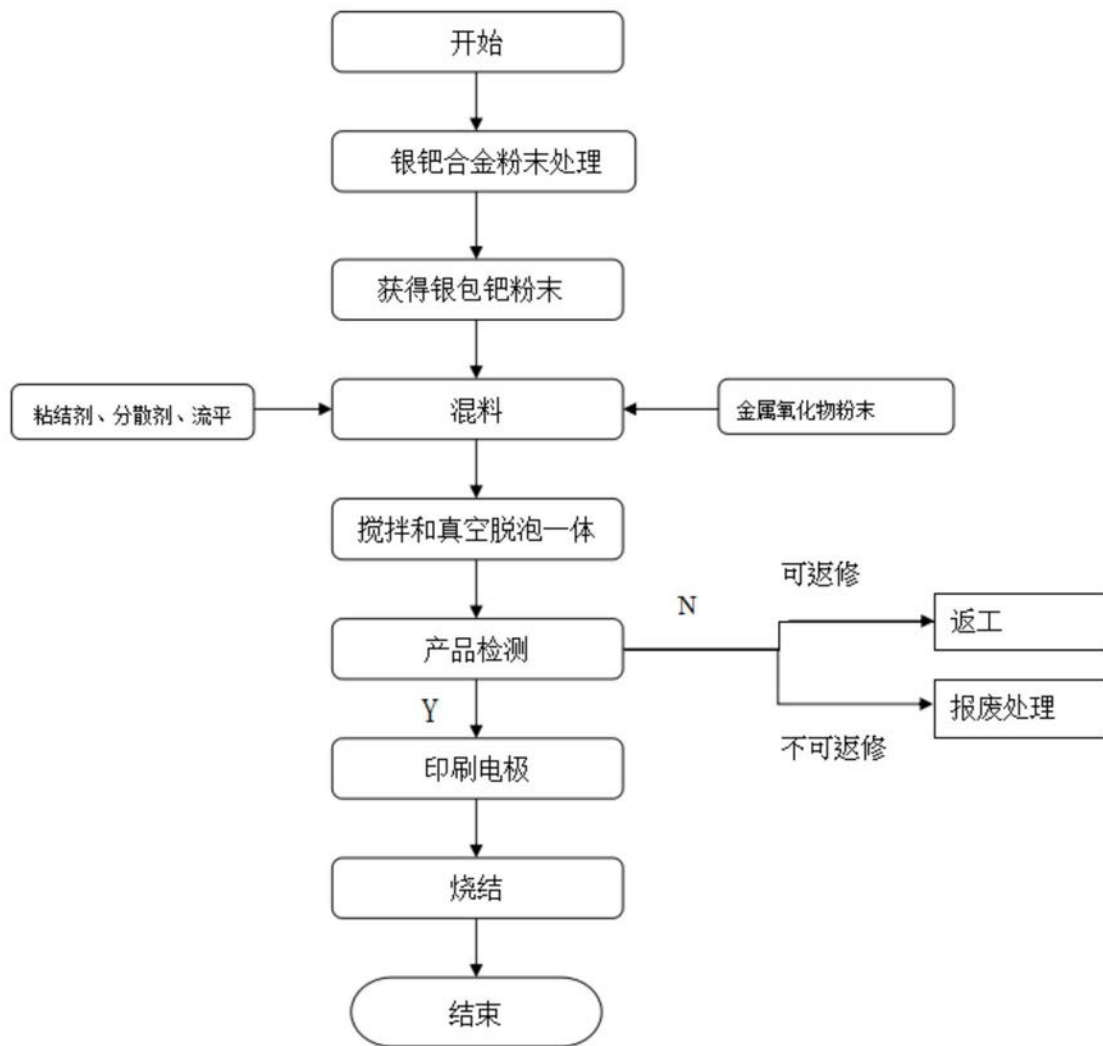 开始
银钯合金粉末处理
获得银包钯粉末
粘结剂、分散剂、流平
混料
金属氧化物粉末
搅拌和真空脱泡一体
可返修
N
返工
产品检测
Y
报废处理
不可返修
印刷电极
烧结
结束